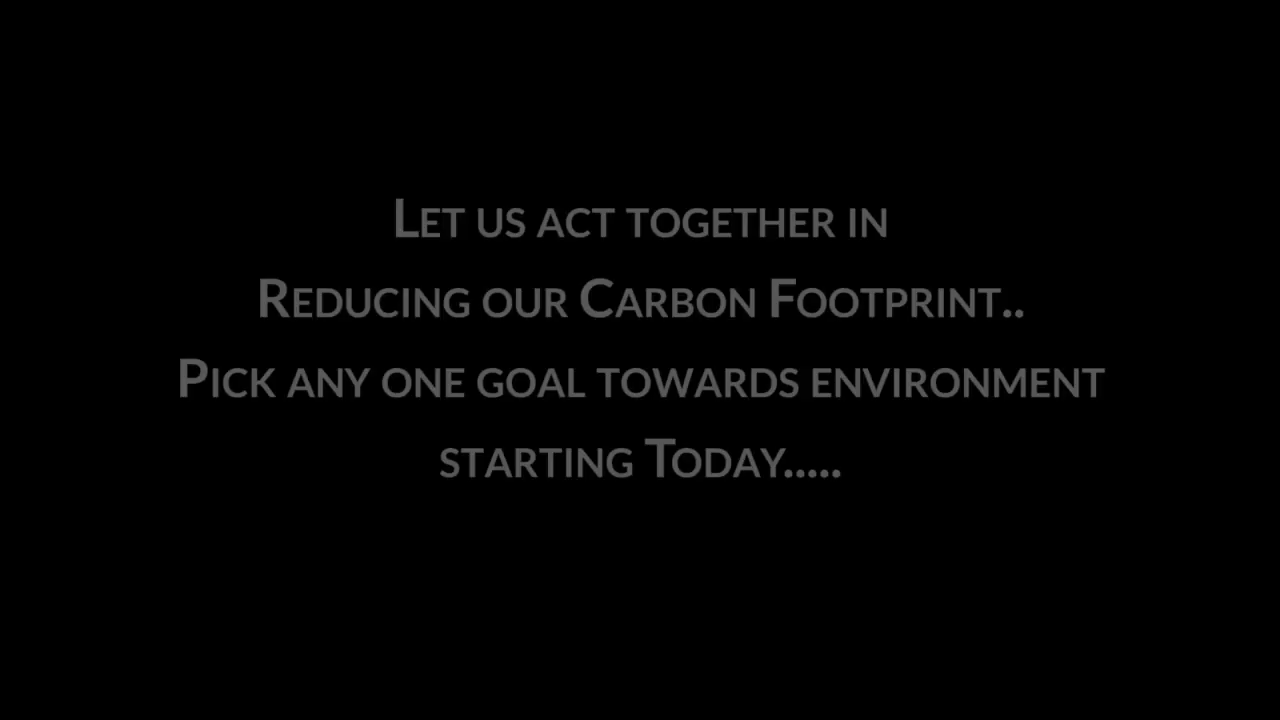 Let us act together in
Reducing our Carbon Footprint..
Pick any one goal towards environment
starting Today.....